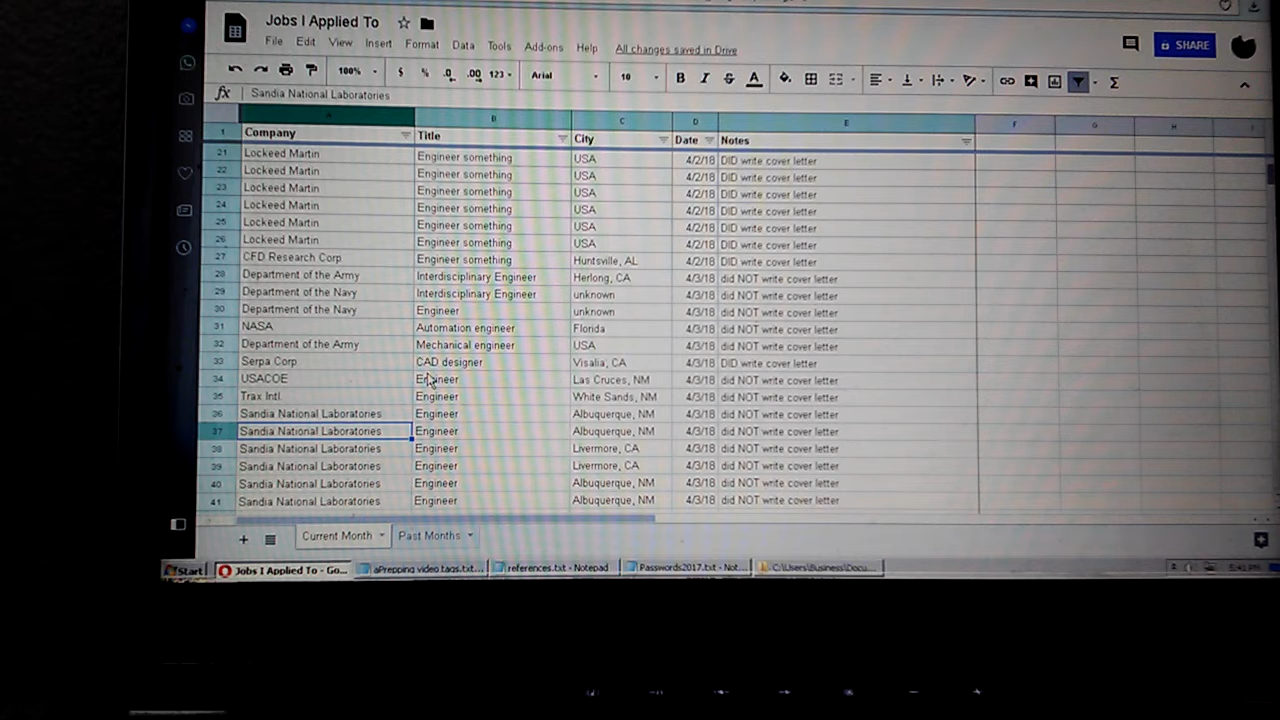 Jobs I Applied To
File Edit View Insert Format Data Tools Add-ons Help All changes saved in Drive
SHARE
100% $ % .0 .00 123 Arial 10 B I S A Σ
fx Sandia National Laboratories
A B C D E F G H I
1 Company Title City Date Notes
21 Lockeed Martin Engineer something USA 4/2/18 DID write cover letter
22 Lockeed Martin Engineer something USA 4/2/18 DID write cover letter
23 Lockeed Martin Engineer something USA 4/2/18 DID write cover letter
24 Lockeed Martin Engineer something USA 4/2/18 DID write cover letter
25 Lockeed Martin Engineer something USA 4/2/18 DID write cover letter
26 Lockeed Martin Engineer something USA 4/2/18 DID write cover letter
27 CFD Research Corp Engineer something Huntsville, AL 4/2/18 DID write cover letter
28 Department of the Army Interdisciplinary Engineer Herlong, CA 4/3/18 did NOT write cover letter
29 Department of the Navy Interdisciplinary Engineer unknown 4/3/18 did NOT write cover letter
30 Department of the Navy Engineer unknown 4/3/18 did NOT write cover letter
31 NASA Automation engineer Florida 4/3/18 did NOT write cover letter
32 Department of the Army Mechanical engineer USA 4/3/18 did NOT write cover letter
33 Serpa Corp CAD designer Visalia, CA 4/3/18 DID write cover letter
34 USACOE Engineer Las Cruces, NM 4/3/18 did NOT write cover letter
35 Trax Intl. Engineer White Sands, NM 4/3/18 did NOT write cover letter
36 Sandia National Laboratories Engineer Albuquerque, NM 4/3/18 did NOT write cover letter
37 Sandia National Laboratories Engineer Albuquerque, NM 4/3/18 did NOT write cover letter
38 Sandia National Laboratories Engineer Livermore, CA 4/3/18 did NOT write cover letter
39 Sandia National Laboratories Engineer Livermore, CA 4/3/18 did NOT write cover letter
40 Sandia National Laboratories Engineer Albuquerque, NM 4/3/18 did NOT write cover letter
41 Sandia National Laboratories Engineer Albuquerque, NM 4/3/18 did NOT write cover letter
Current Month Past Months
Start Jobs I Applied To - Go... aPrepping video tags.txt... references.txt - Notepad Passwords2017.txt - Not... C:\Users\Business\Docu... 5:41 PM